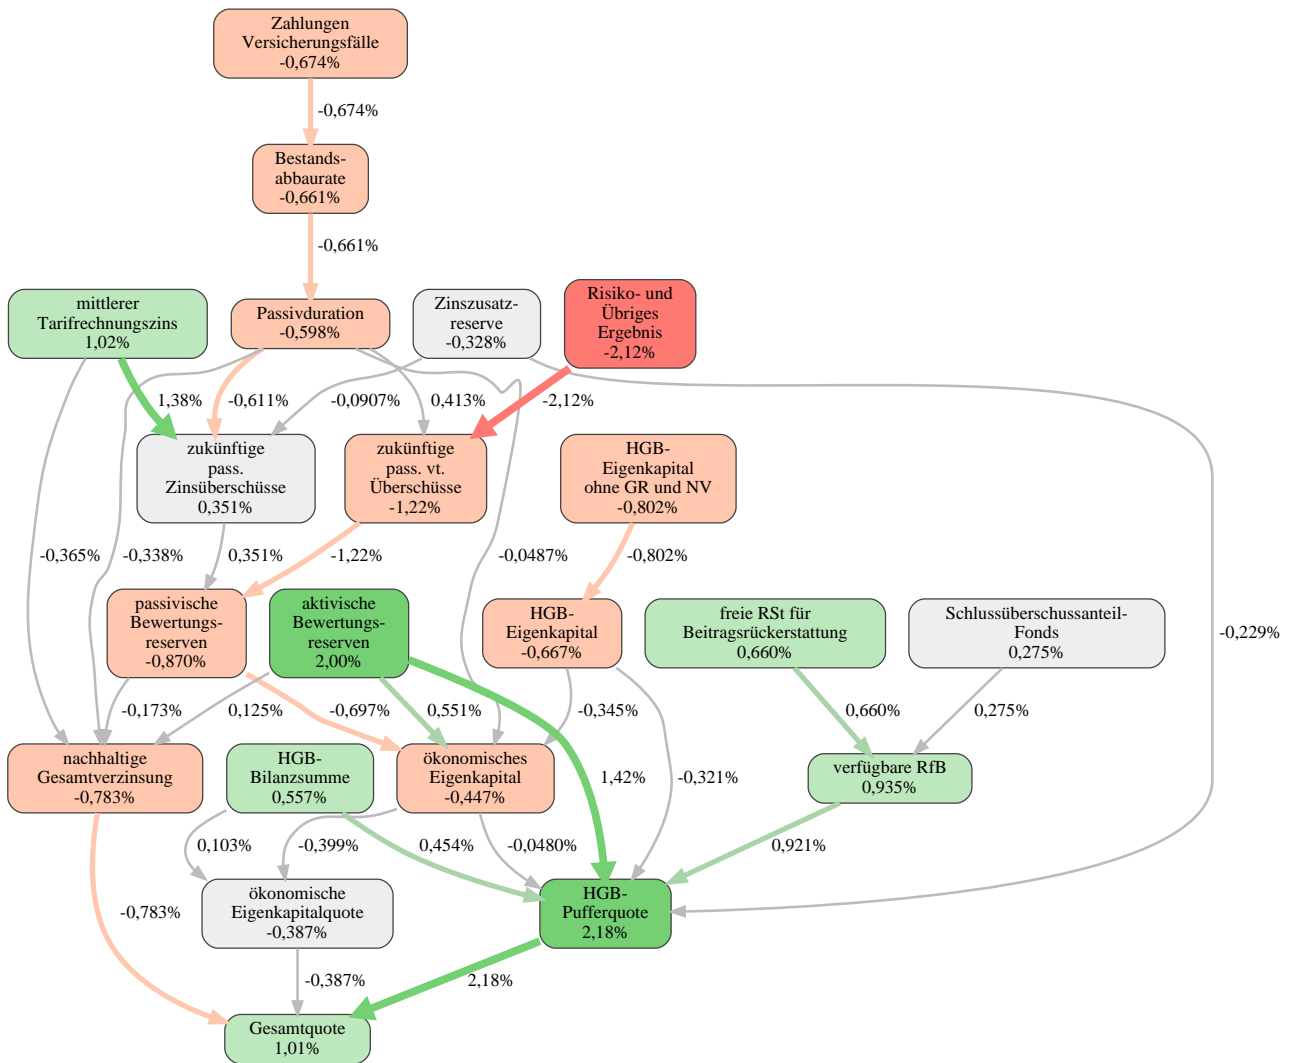 Zahlungen
Versicherungsfälle
-0,674%
-0,674%
Bestands-
abbaurate
-0,661%
-0,661%
mittlerer
Tarifrechnungszins
1,02%
Passivduration
-0,598%
Zinszusatz-
reserve
-0,328%
Risiko- und
Übriges
Ergebnis
-2,12%
1,38%
-0,611%
-0,0907%
0,413%
-2,12%
zukünftige
pass.
Zinsüberschüsse
0,351%
zukünftige
pass. vt.
Überschüsse
-1,22%
HGB-
Eigenkapital
ohne GR und NV
-0,802%
-0,365%
-0,338%
0,351%
-1,22%
-0,0487%
-0,802%
passivische
Bewertungs-
reserven
-0,870%
aktivische
Bewertungs-
reserven
2,00%
HGB-
Eigenkapital
-0,667%
freie RSt für
Beitragsrückerstattung
0,660%
Schlussüberschussanteil-
Fonds
0,275%
-0,229%
-0,173%
0,125%
-0,697%
0,551%
-0,345%
0,660%
0,275%
nachhaltige
Gesamtverzinsung
-0,783%
HGB-
Bilanzsumme
0,557%
ökonomisches
Eigenkapital
-0,447%
1,42%
-0,321%
verfügbare RfB
0,935%
0,103%
-0,399%
0,454%
-0,0480%
0,921%
-0,783%
ökonomische
Eigenkapitalquote
-0,387%
HGB-
Pufferquote
2,18%
-0,387%
2,18%
Gesamtquote
1,01%